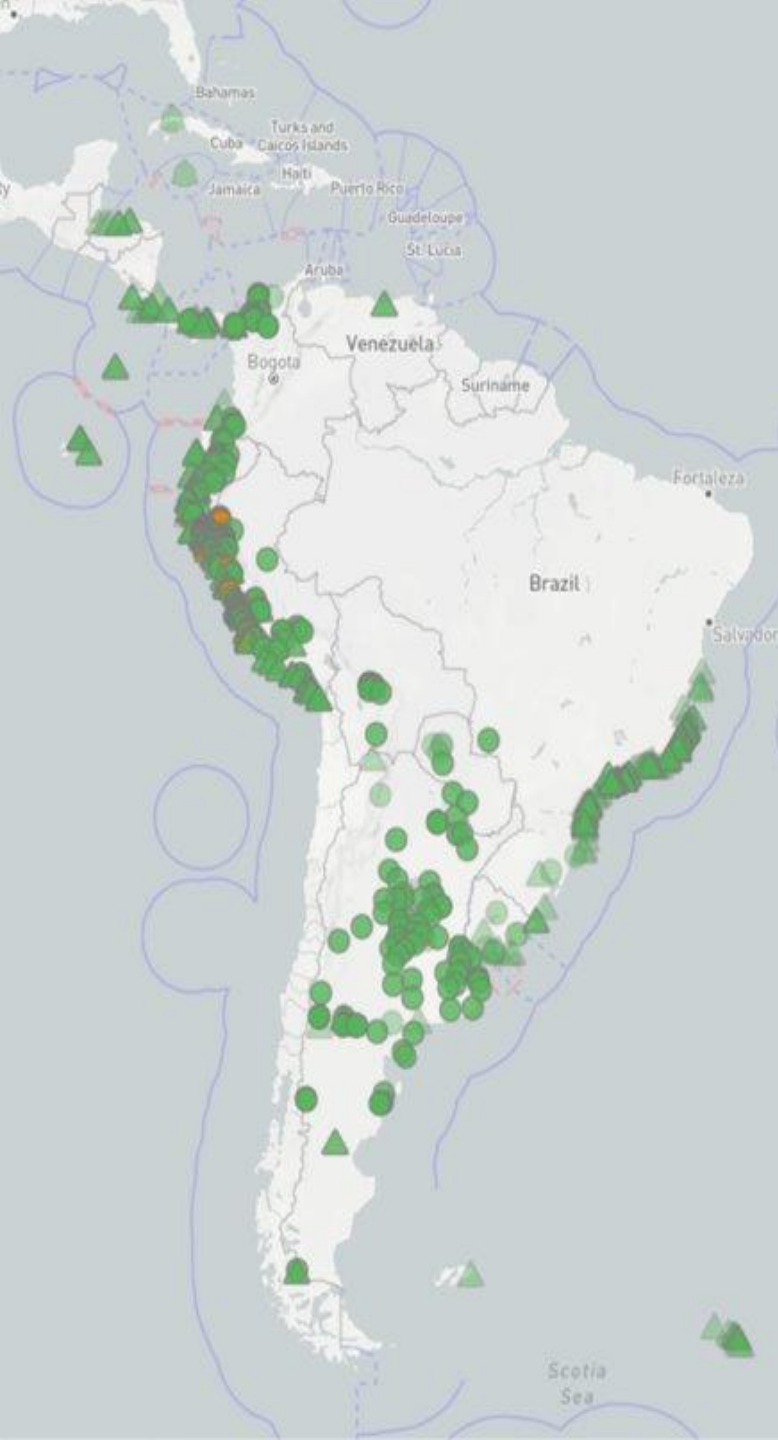 Bahamas
Turks and
Caicos Islands
Cuba
Haiti
Jamaica
Puerto Rico
Guadeloupe
St. Lucia
Aruba
Venezuela
Bogota
Suriname
Fortaleza
Brazil
Salvador
Scotia
Sea